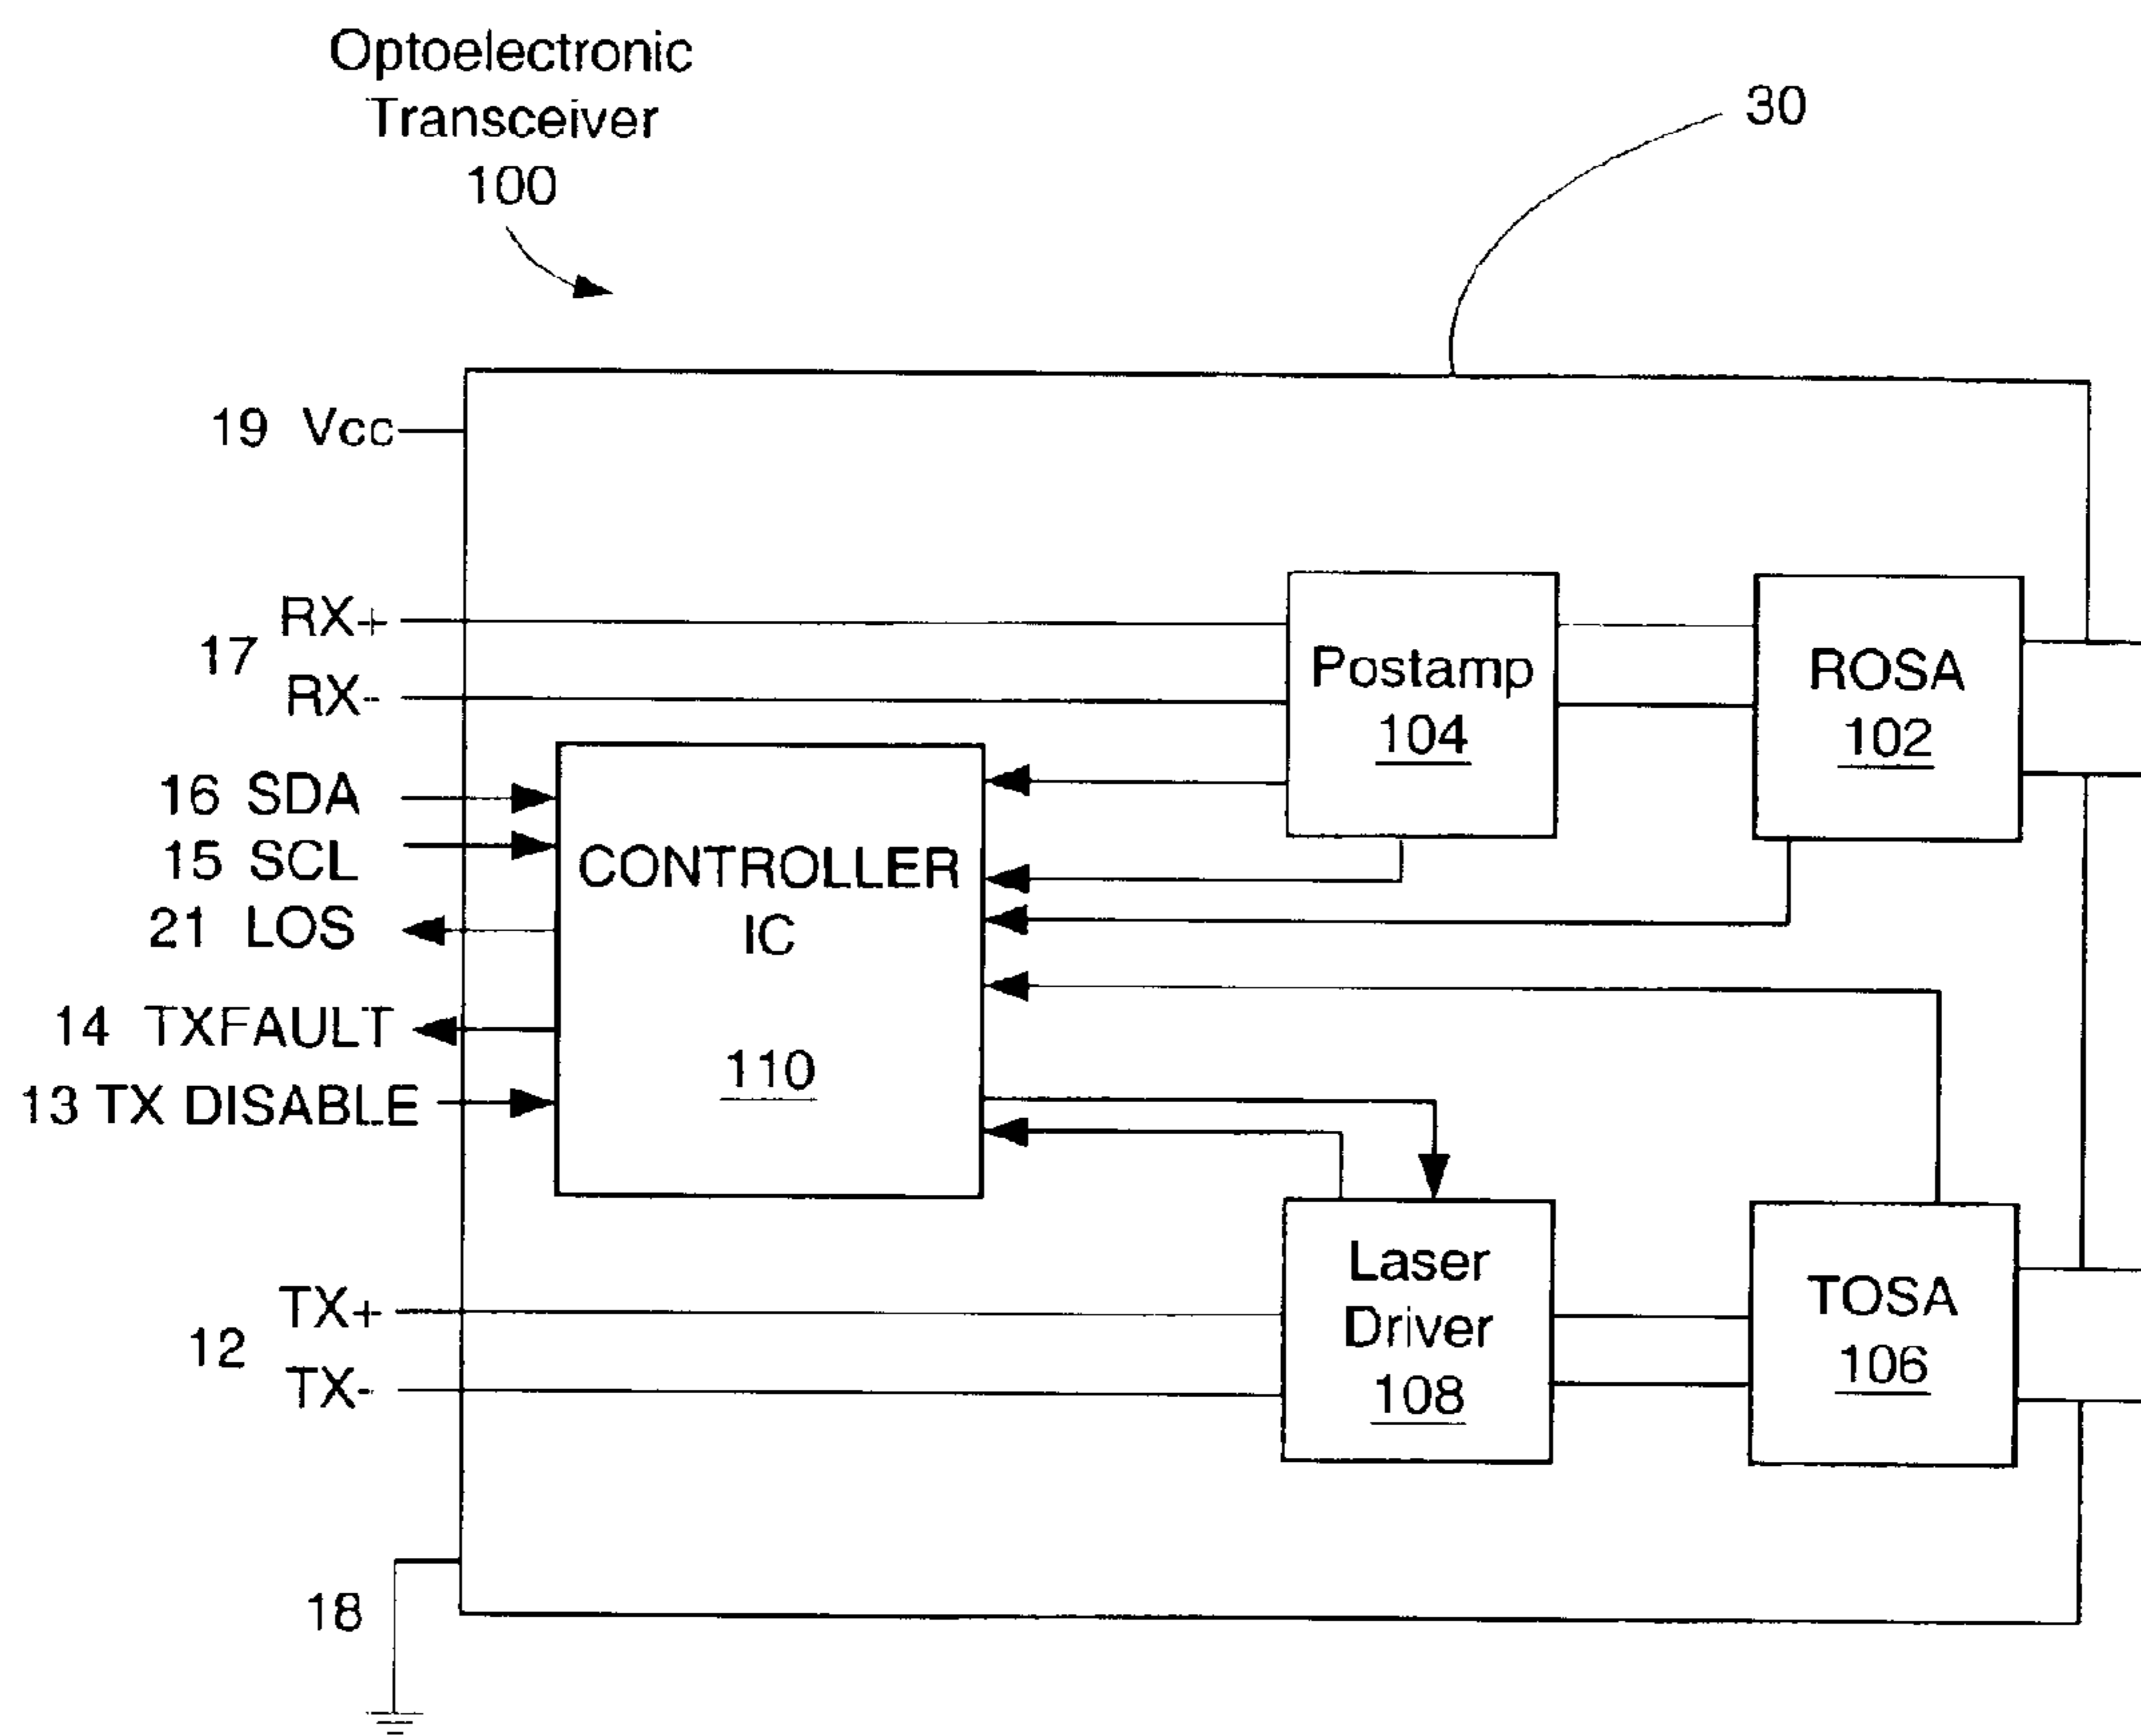 Optoelectronic
Transceiver
100
30
19 Vcc
RX+
17
RX-
Postamp
104
ROSA
102
16 SDA
15 SCL
21 LOS
14 TXFAULT
13 TX DISABLE
CONTROLLER
IC
110
TX+
12
TX-
Laser
Driver
108
TOSA
106
18